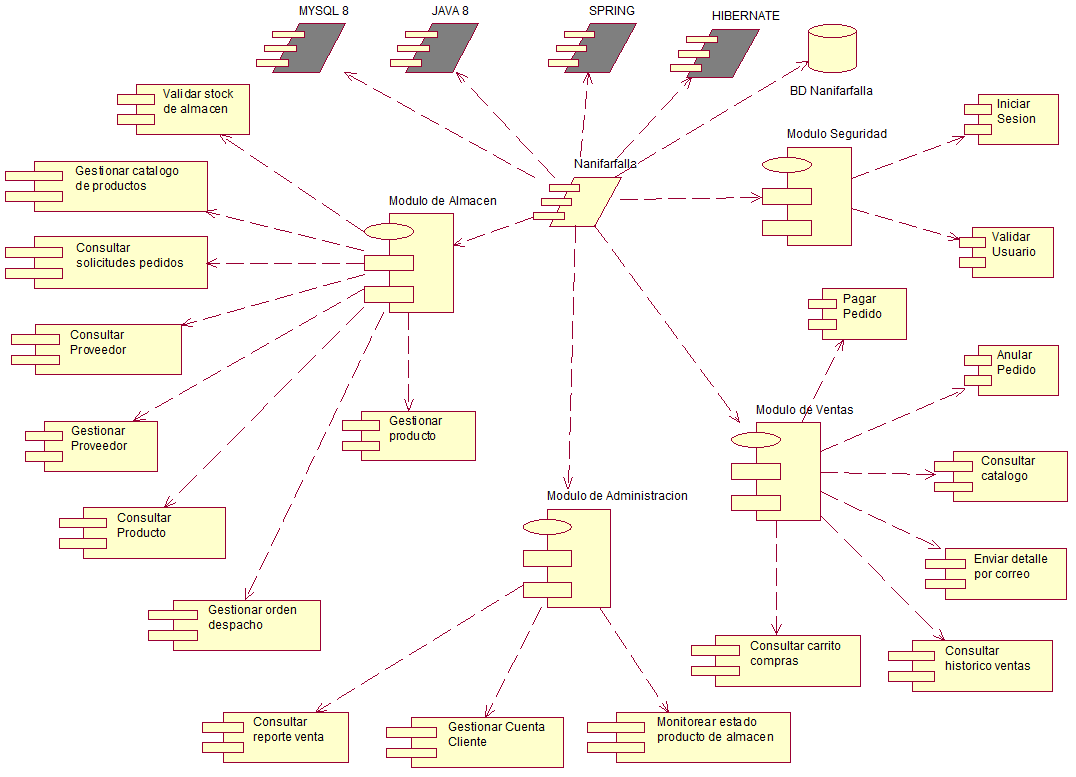 MYSQL 8
JAVA 8
SPRING
HIBERNATE
BD Nanifarfalla
Validar stock
de almacen
Iniciar
Sesion
Modulo Seguridad
Gestionar catalogo
de productos
Nanifarfalla
Modulo de Almacen
Validar
Usuario
Consultar
solicitudes pedidos
Pagar
Pedido
Consultar
Proveedor
Anular
Pedido
Modulo de Ventas
Gestionar
Proveedor
Gestionar
producto
Consultar
catalogo
Modulo de Administracion
Consultar
Producto
Enviar detalle
por correo
Gestionar orden
despacho
Consultar carrito
compras
Consultar
historico ventas
Consultar
reporte venta
Gestionar Cuenta
Cliente
Monitorear estado
producto de almacen